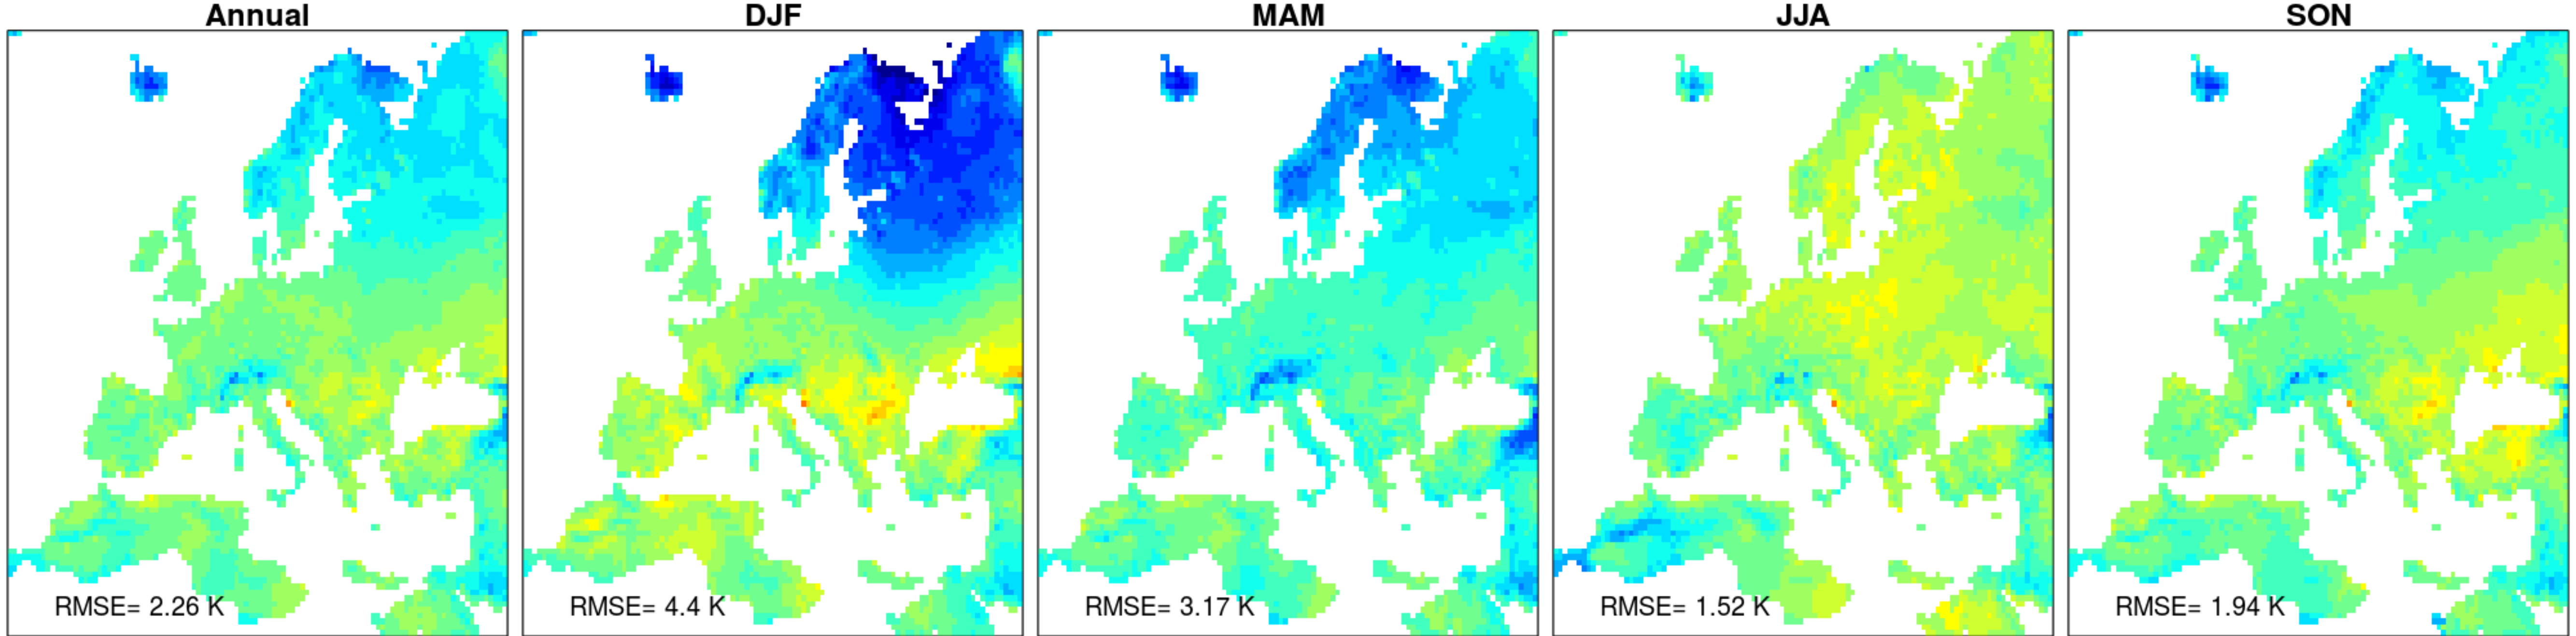 Annual DJF MAM JJA SON
RMSE= 2.26 K RMSE= 4.4 K RMSE= 3.17 K RMSE= 1.52 K RMSE= 1.94 K